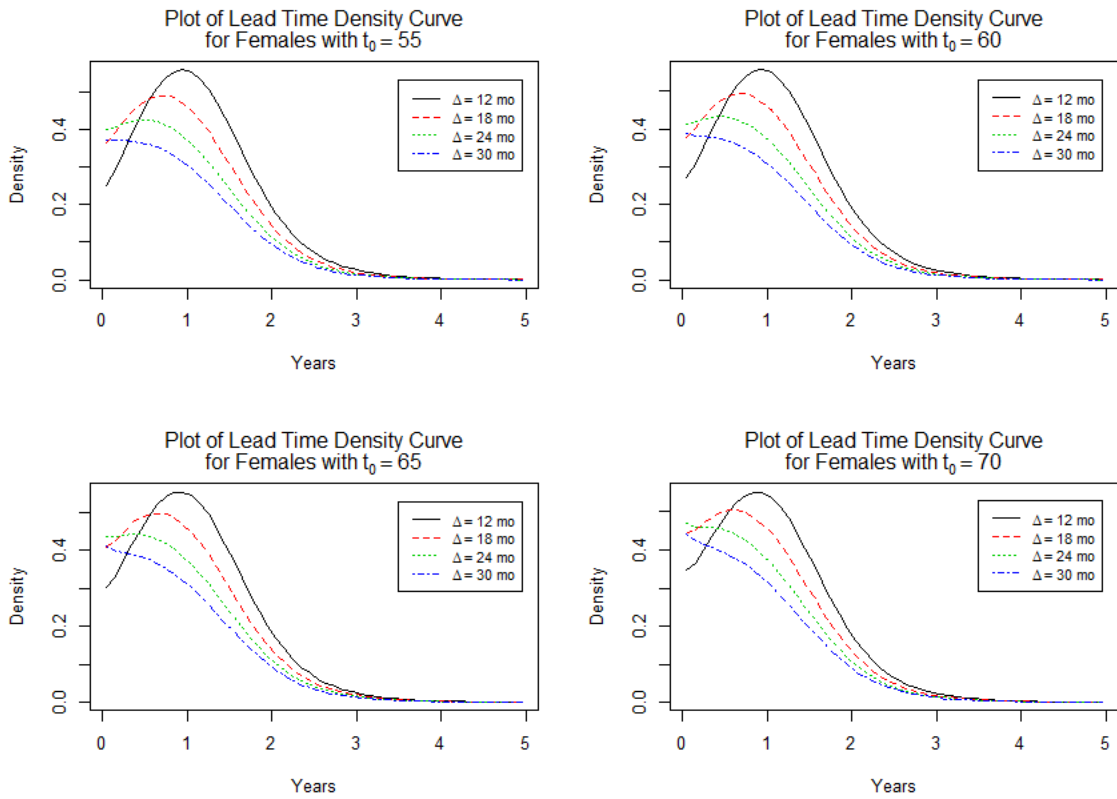 Plot of Lead Time Density Curve
for Females with t₀ = 55
Density
0.0
0.2
0.4
Δ = 12 mo
Δ = 18 mo
Δ = 24 mo
Δ = 30 mo
0 1 2 3 4 5
Years
Plot of Lead Time Density Curve
for Females with t₀ = 60
Density
0.0
0.2
0.4
Δ = 12 mo
Δ = 18 mo
Δ = 24 mo
Δ = 30 mo
0 1 2 3 4 5
Years
Plot of Lead Time Density Curve
for Females with t₀ = 65
Density
0.0
0.2
0.4
Δ = 12 mo
Δ = 18 mo
Δ = 24 mo
Δ = 30 mo
0 1 2 3 4 5
Years
Plot of Lead Time Density Curve
for Females with t₀ = 70
Density
0.0
0.2
0.4
Δ = 12 mo
Δ = 18 mo
Δ = 24 mo
Δ = 30 mo
0 1 2 3 4 5
Years